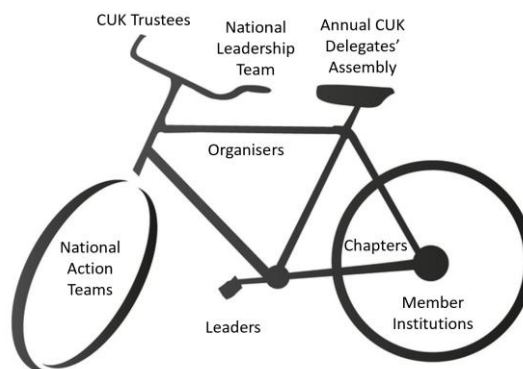 CUK Trustees
National
Leadership
Team
Annual CUK
Delegates’
Assembly
Organisers
National
Action
Teams
Chapters
Leaders
Member
Institutions